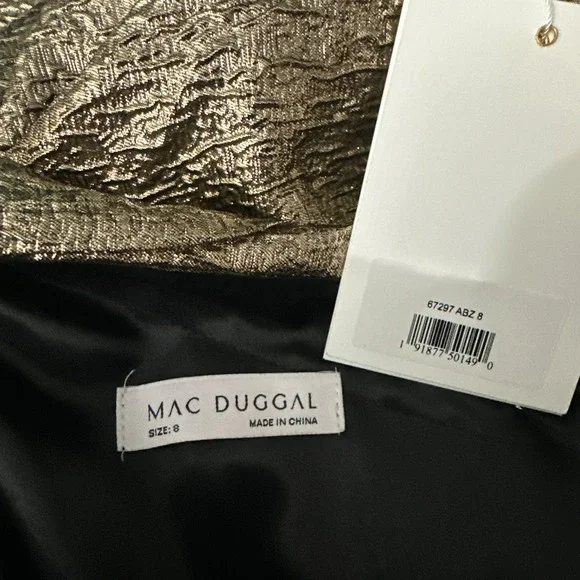 67297 ABZ 8
1 91877 50149 0
MAC DUGGAL
SIZE: 8
MADE IN CHINA